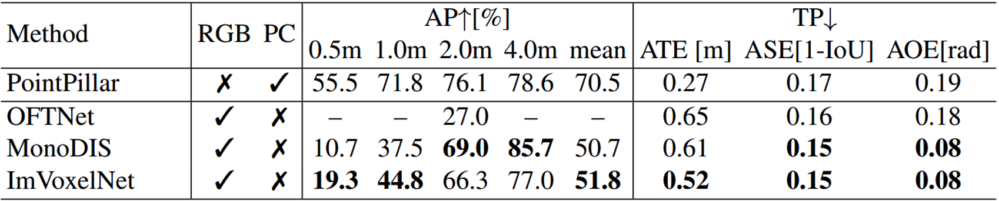 Method RGB PC AP↑[%] TP↓
0.5m 1.0m 2.0m 4.0m mean ATE [m] ASE[1-IoU] AOE[rad]
PointPillar ✗ ✓ 55.5 71.8 76.1 78.6 70.5 0.27 0.17 0.19
OFTNet ✓ ✗ – – 27.0 – – 0.65 0.16 0.18
MonoDIS ✓ ✗ 10.7 37.5 69.0 85.7 50.7 0.61 0.15 0.08
ImVoxelNet ✓ ✗ 19.3 44.8 66.3 77.0 51.8 0.52 0.15 0.08